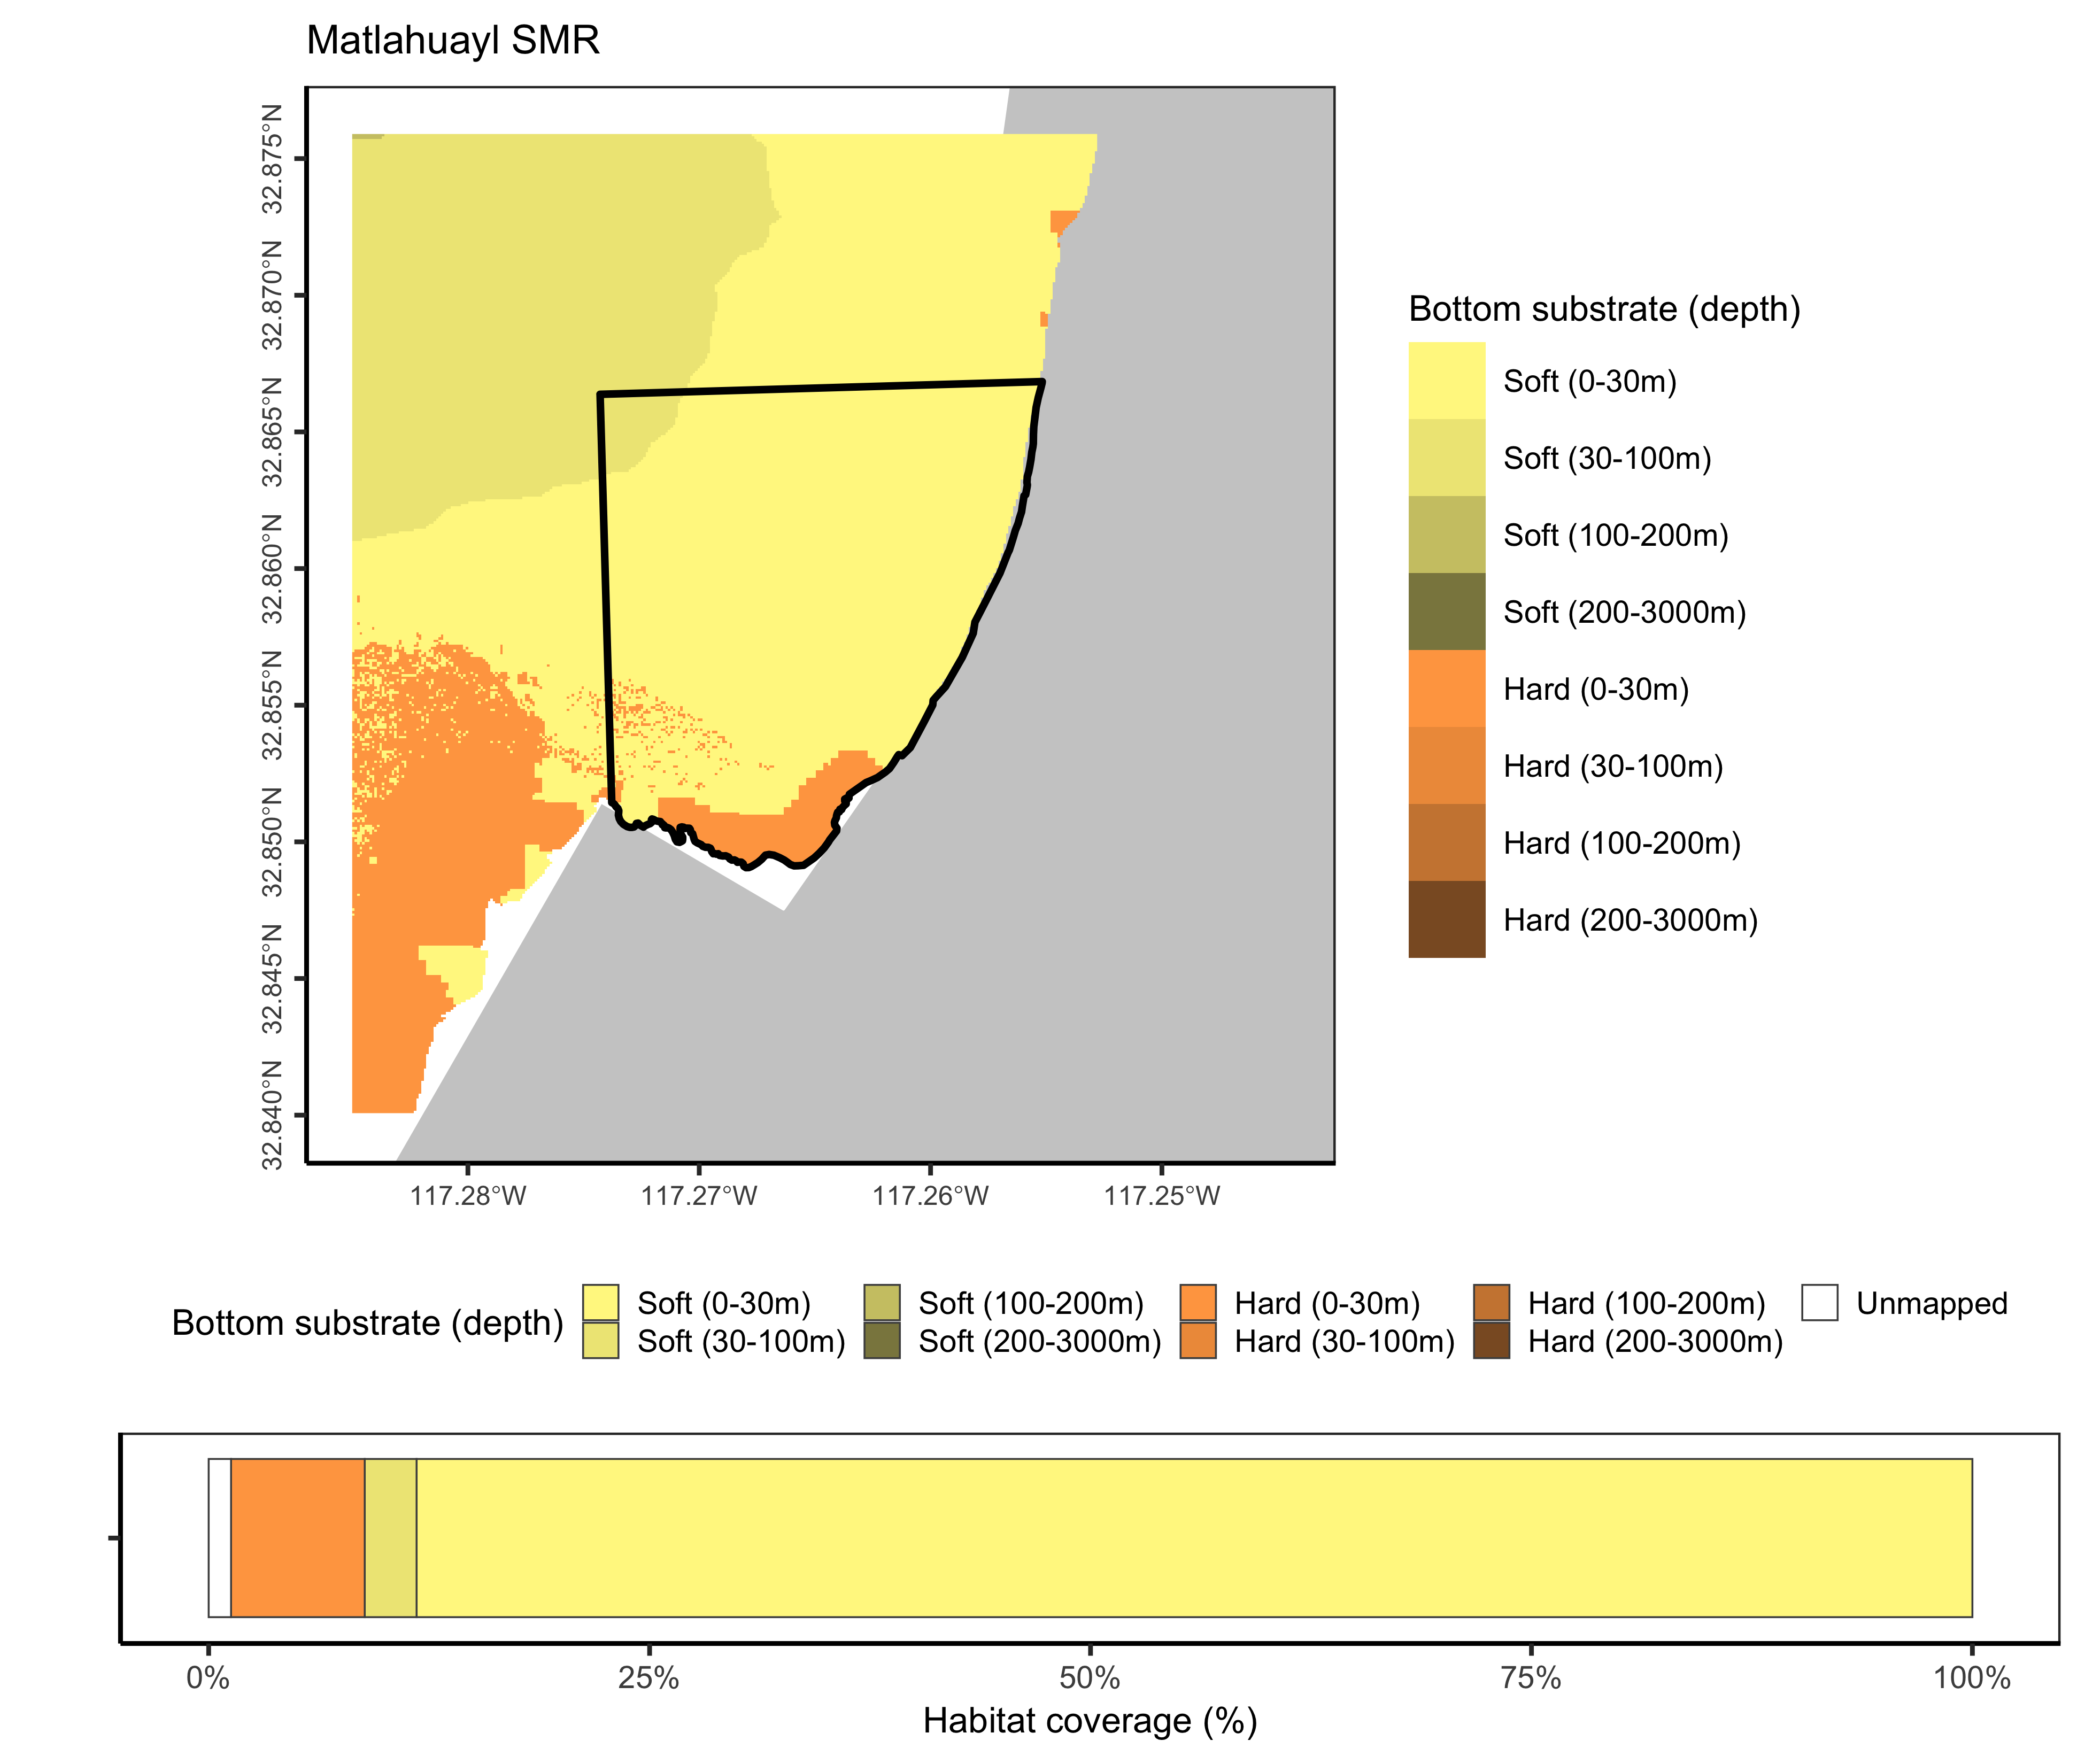 Matlahuayl SMR
32.875°N
32.870°N
32.865°N
32.860°N
32.855°N
32.850°N
32.845°N
32.840°N
117.28°W 117.27°W 117.26°W 117.25°W
Bottom substrate (depth)
Soft (0-30m)
Soft (30-100m)
Soft (100-200m)
Soft (200-3000m)
Hard (0-30m)
Hard (30-100m)
Hard (100-200m)
Hard (200-3000m)
Bottom substrate (depth)
Soft (0-30m) Soft (100-200m) Hard (0-30m) Hard (100-200m) Unmapped
Soft (30-100m) Soft (200-3000m) Hard (30-100m) Hard (200-3000m)
0% 25% 50% 75% 100%
Habitat coverage (%)